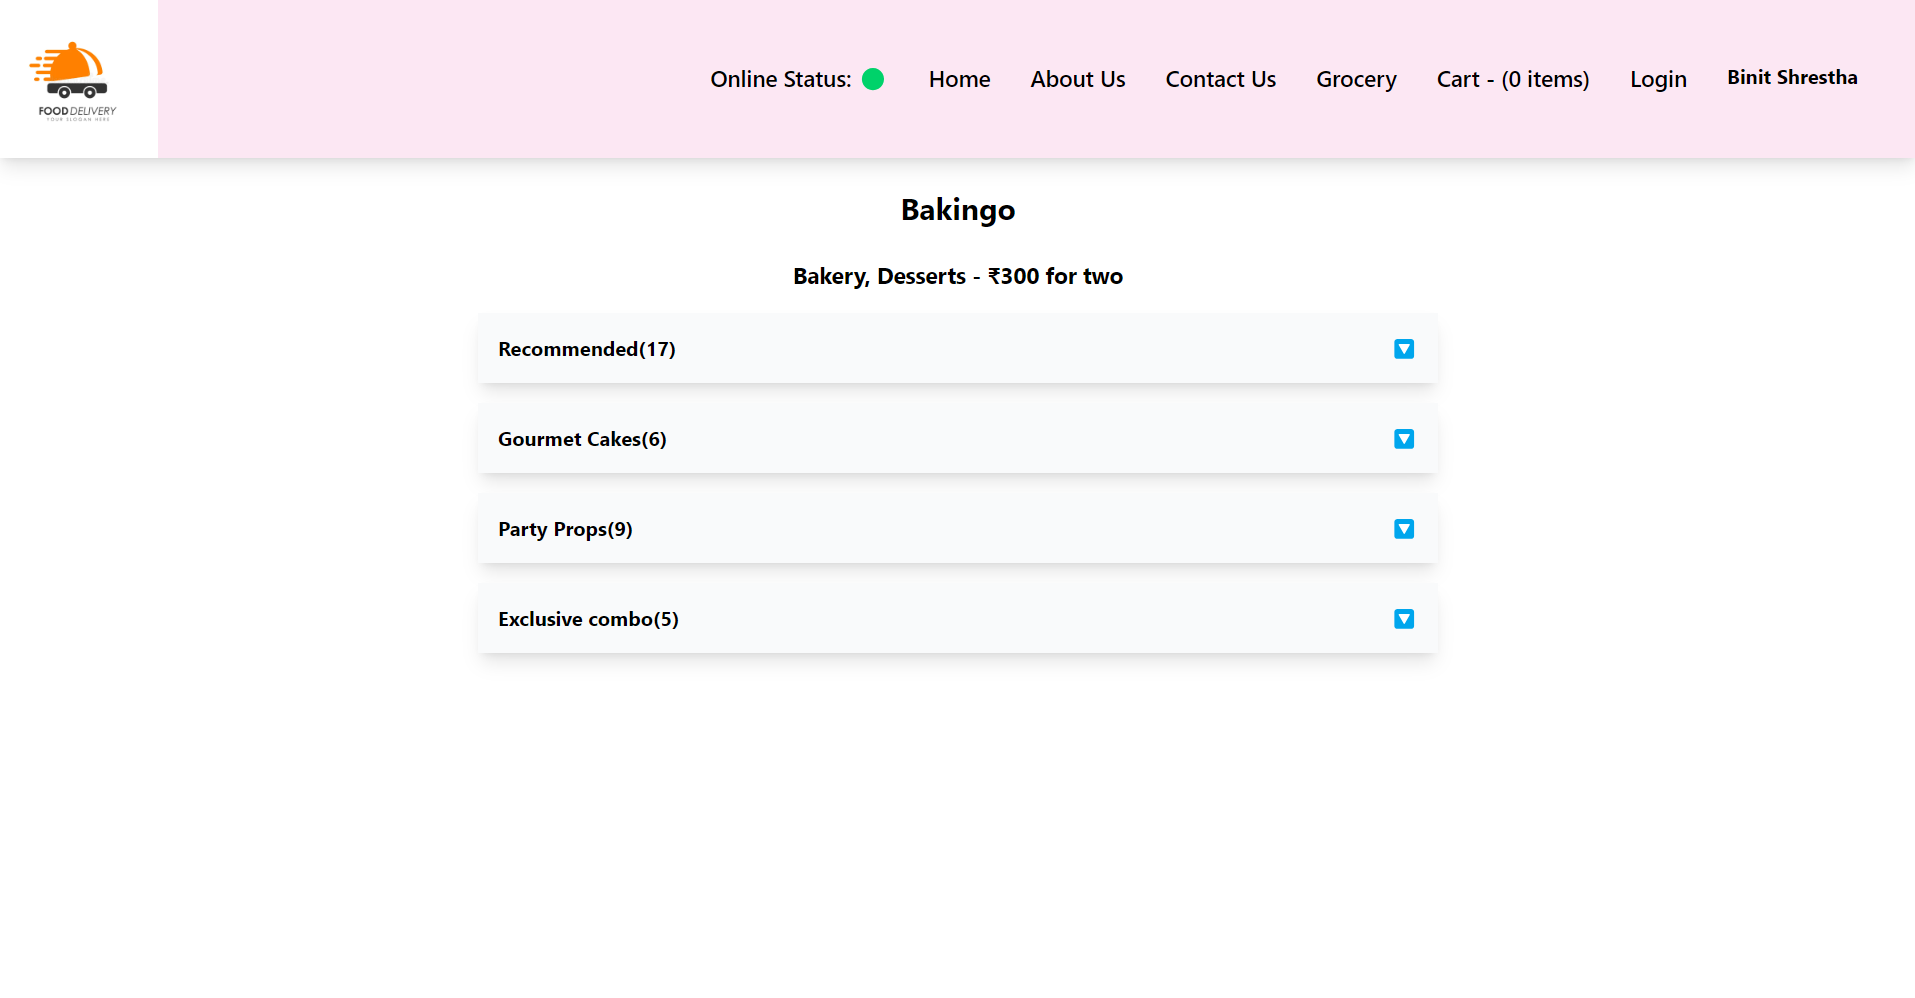 FOOD DELIVERY
YOUR SLOGAN HERE
Online Status: Home About Us Contact Us Grocery Cart - (0 items) Login Binit Shrestha
Bakingo
Bakery, Desserts - ₹300 for two
Recommended(17)
Gourmet Cakes(6)
Party Props(9)
Exclusive combo(5)